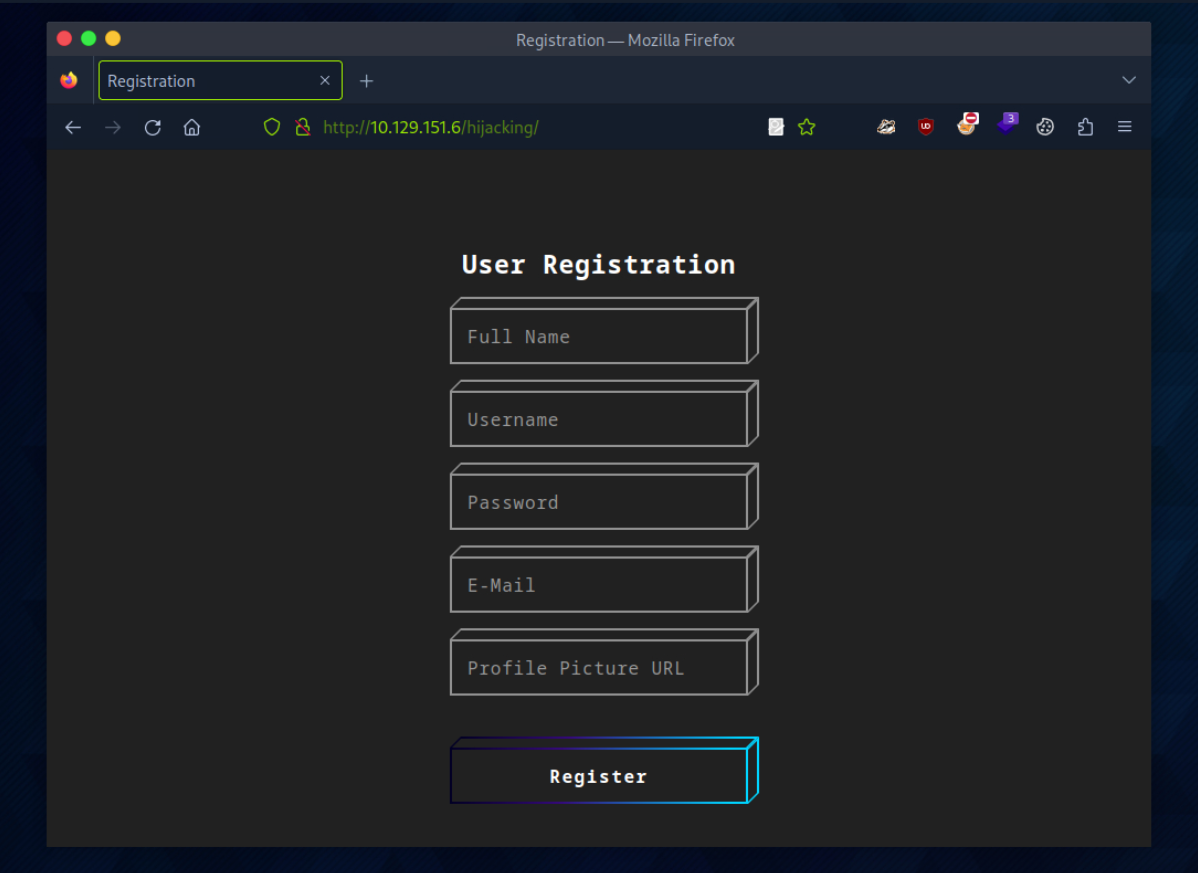 Registration — Mozilla Firefox
Registration
http://10.129.151.6/hijacking/
3
User Registration
Full Name
Username
Password
E-Mail
Profile Picture URL
Register